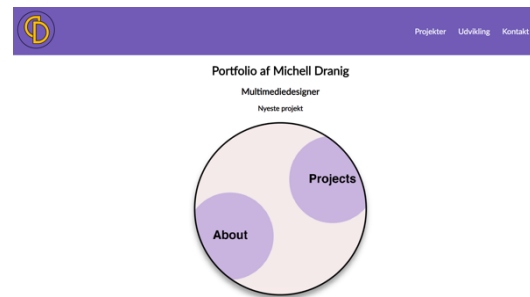 Projekter Udvikling Kontakt
Portfolio af Michell Dranig
Multimediedesigner
Nyeste projekt
Projects
About